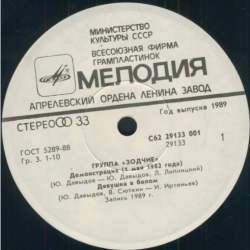 МИНИСТЕРСТВО
КУЛЬТУРЫ СССР
ВСЕСОЮЗНАЯ ФИРМА
ГРАМПЛАСТИНОК
МЕЛОДИЯ
АПРЕЛЕВСКИЙ ОРДЕНА ЛЕНИНА ЗАВОД
СТЕРЕО 33
Год выпуска 1989
ГОСТ 5289-88
Гр. 3. 1-10
С62 29133 001
29133 1
ГРУППА «ЗОДЧИЕ»
Демонстрация (1 мая 1982 года)
(Ю. Давыдов — Ю. Давыдов, Л. Липницкий)
Девушка в белом
(Ю. Давыдов, В. Сюткин — И. Иртеньев)
Запись 1989 г.